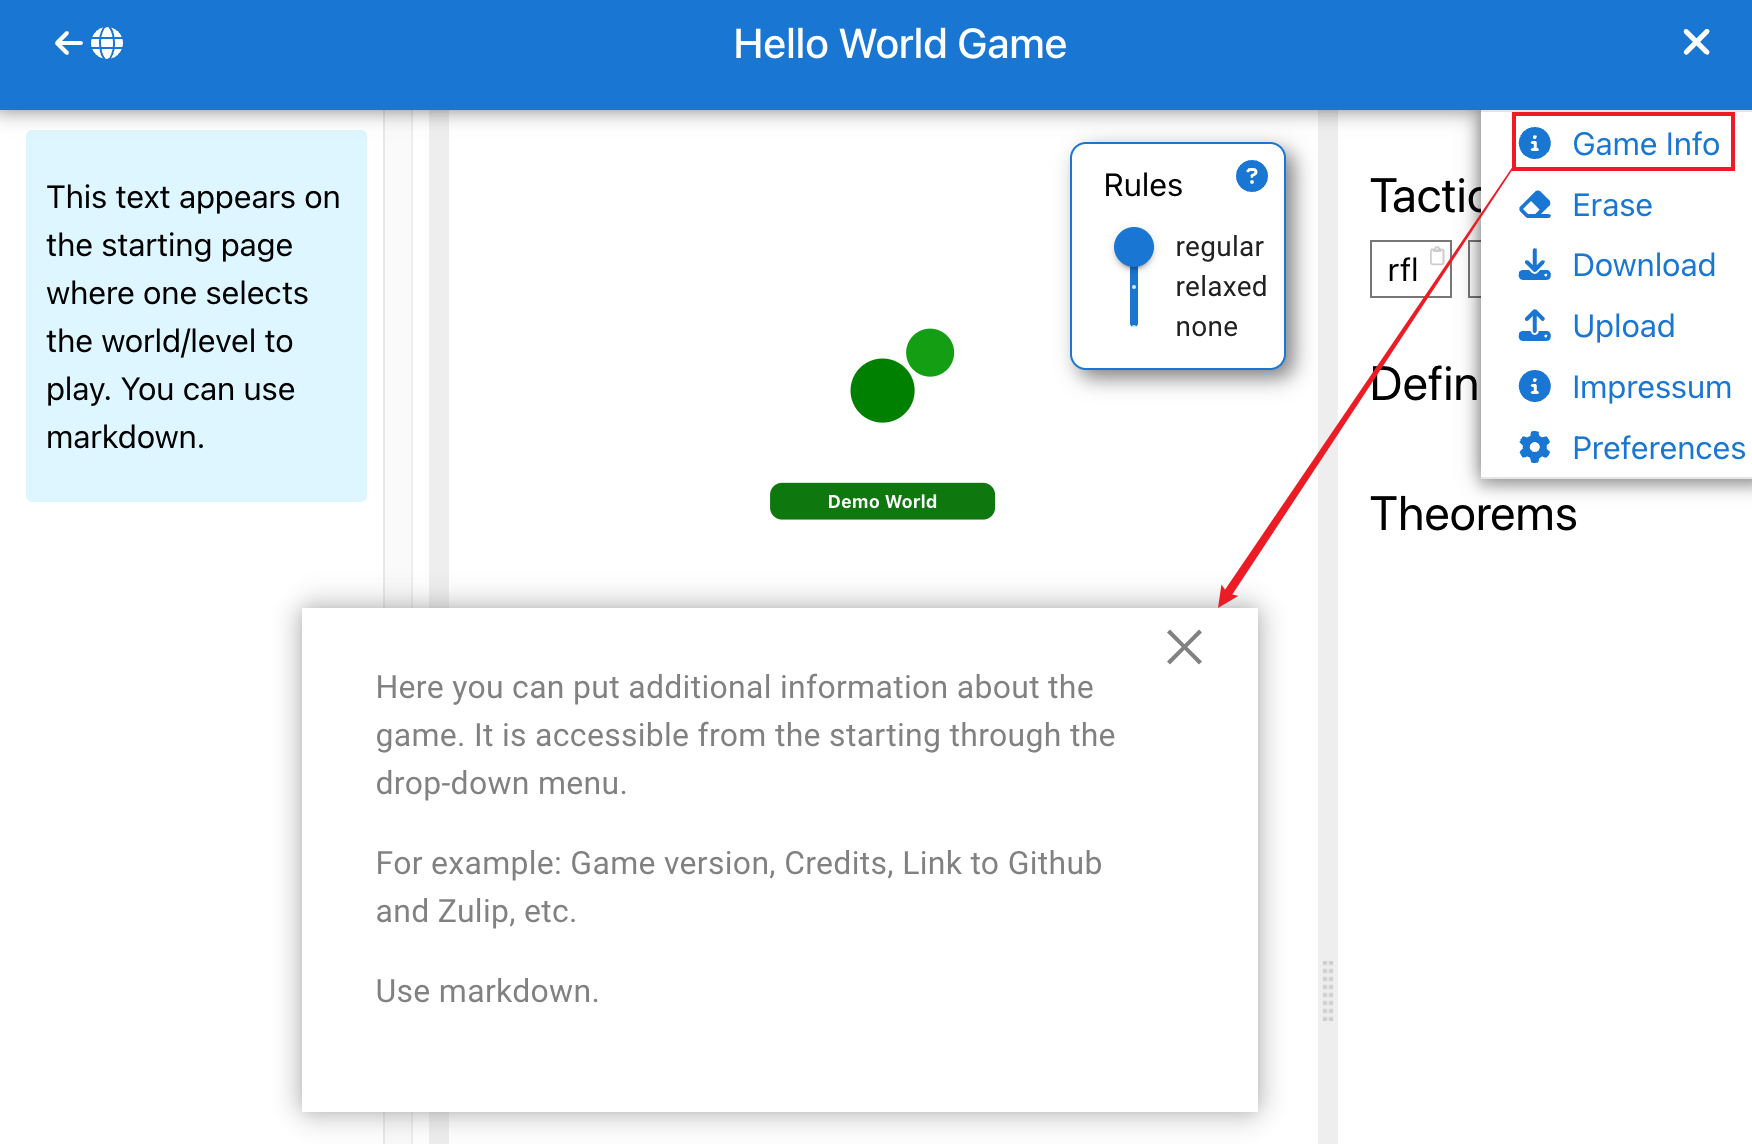 Hello World Game
This text appears on
the starting page
where one selects
the world/level to
play. You can use
markdown.
Rules
regular
relaxed
none
Demo World
Game Info
Erase
Download
Upload
Impressum
Preferences
Tactic
rfl
Defin
Theorems
Here you can put additional information about the
game. It is accessible from the starting through the
drop-down menu.
For example: Game version, Credits, Link to Github
and Zulip, etc.
Use markdown.